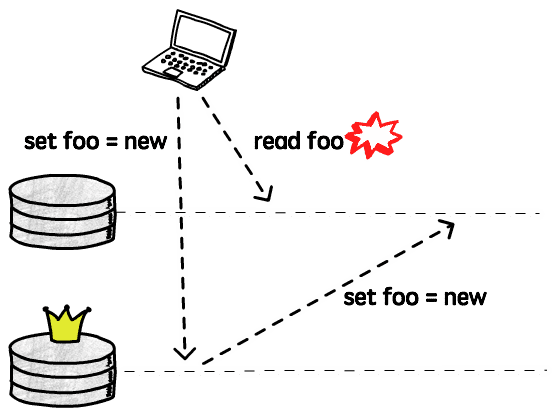 set foo = new
read foo
set foo = new